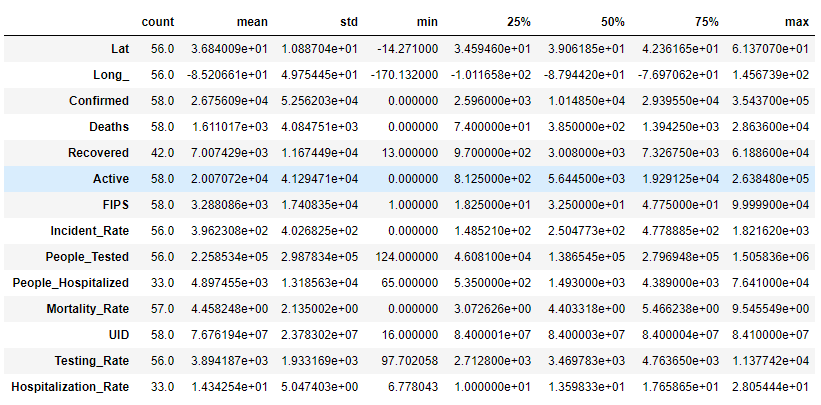 count mean std min 25% 50% 75% max
Lat 56.0 3.684009e+01 1.088704e+01 -14.271000 3.459460e+01 3.906185e+01 4.236165e+01 6.137070e+01
Long_ 56.0 -8.520661e+01 4.975445e+01 -170.132000 -1.011658e+02 -8.794420e+01 -7.697062e+01 1.456739e+02
Confirmed 58.0 2.675609e+04 5.256203e+04 0.000000 2.596000e+03 1.014850e+04 2.939550e+04 3.543700e+05
Deaths 58.0 1.611017e+03 4.084751e+03 0.000000 7.400000e+01 3.850000e+02 1.394250e+03 2.863600e+04
Recovered 42.0 7.007429e+03 1.167449e+04 13.000000 9.700000e+02 3.008000e+03 7.326750e+03 6.188600e+04
Active 58.0 2.007072e+04 4.129471e+04 0.000000 8.125000e+02 5.644500e+03 1.929125e+04 2.638480e+05
FIPS 58.0 3.288086e+03 1.740835e+04 1.000000 1.825000e+01 3.250000e+01 4.775000e+01 9.999900e+04
Incident_Rate 56.0 3.962308e+02 4.026825e+02 0.000000 1.485210e+02 2.504773e+02 4.778885e+02 1.821620e+03
People_Tested 56.0 2.258534e+05 2.987834e+05 124.000000 4.608100e+04 1.386545e+05 2.796948e+05 1.505836e+06
People_Hospitalized 33.0 4.897455e+03 1.318563e+04 65.000000 5.350000e+02 1.493000e+03 4.389000e+03 7.641000e+04
Mortality_Rate 57.0 4.458248e+00 2.135002e+00 0.000000 3.072626e+00 4.403318e+00 5.466238e+00 9.545549e+00
UID 58.0 7.676194e+07 2.378302e+07 16.000000 8.400001e+07 8.400003e+07 8.400004e+07 8.410000e+07
Testing_Rate 56.0 3.894187e+03 1.933169e+03 97.702058 2.712800e+03 3.469783e+03 4.763650e+03 1.137742e+04
Hospitalization_Rate 33.0 1.434254e+01 5.047403e+00 6.778043 1.000000e+01 1.359833e+01 1.765865e+01 2.805444e+01